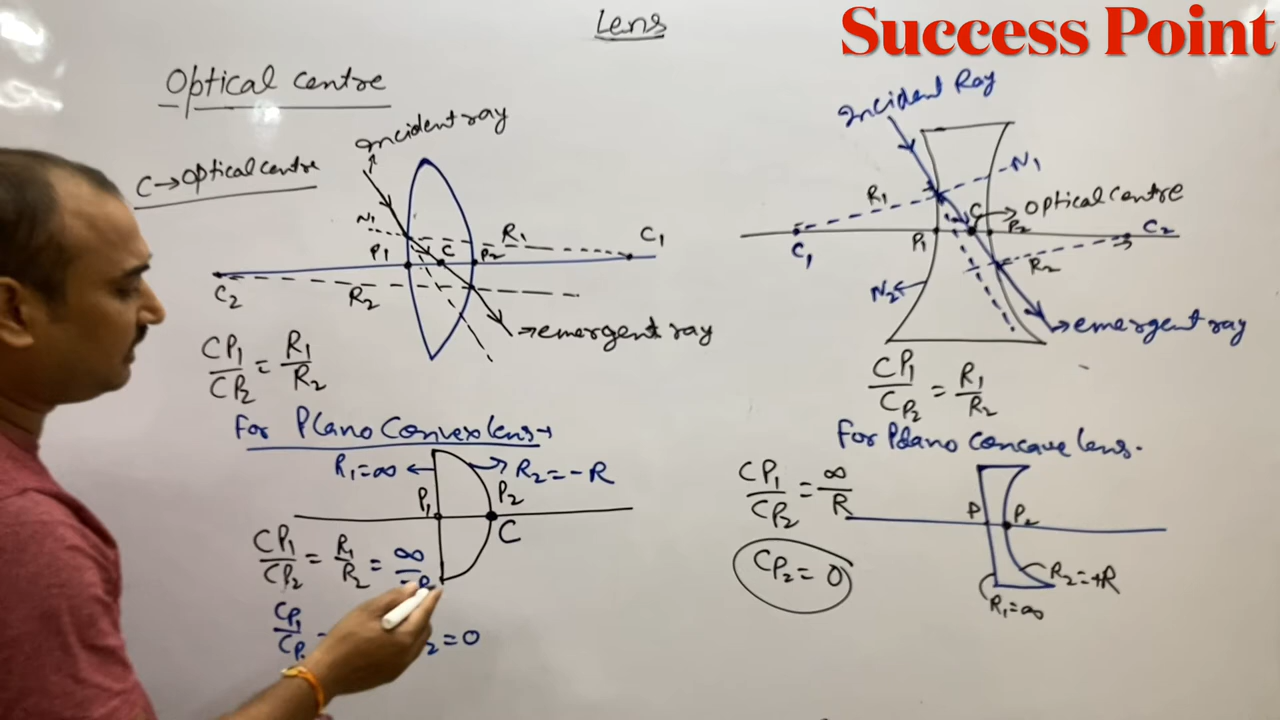 Lens
Success Point
Optical centre
C→Optical centre
Incident ray
N1
P1
C
P2
R1
C1
C2
R2
→emergent ray
CP1/CP2 = R1/R2
For Plano Convex lens→
R1=∞
R2=-R
P1
P2
C
CP1/CP2 = R1/R2 = ∞
CP1
=0
Incident Ray
N1
R1
C
Optical centre
C1
P1
P2
C2
R2
N2
→emergent ray
CP1/CP2 = R1/R2
For Plano Concave lens.
CP1/CP2 = ∞/R
CP2=0
P
P2
R2=+R
R1=∞